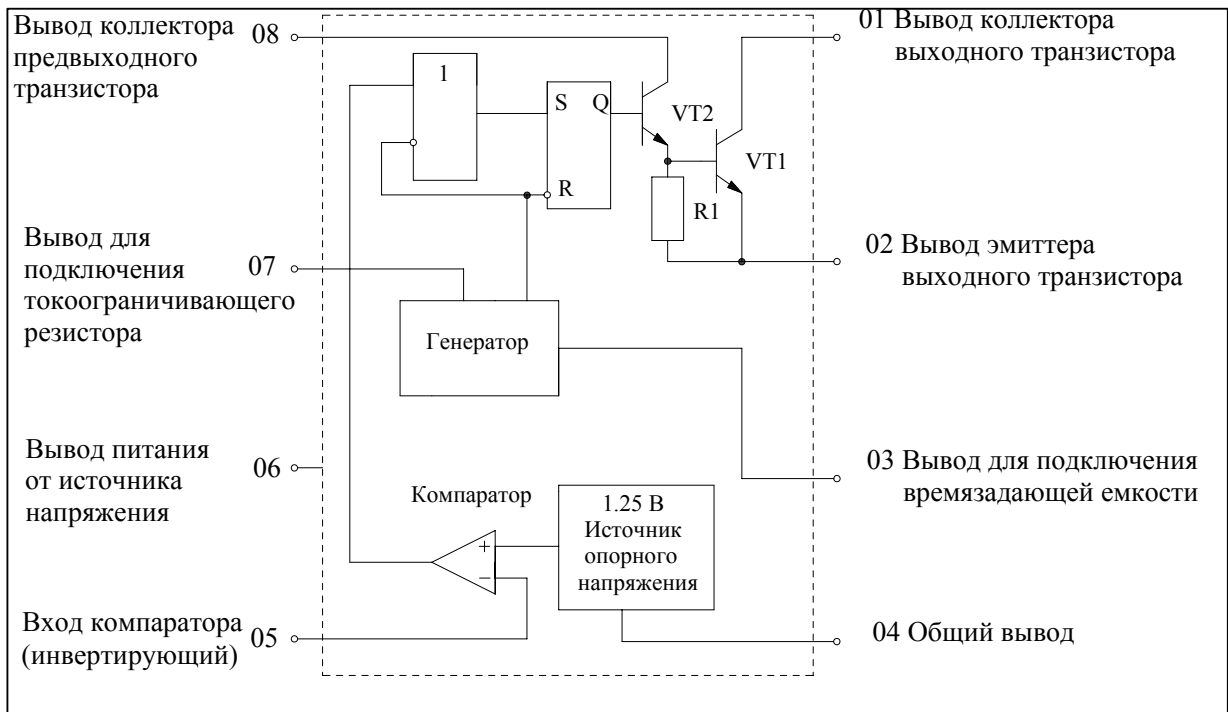 Вывод коллектора
предвыходного
транзистора
08
01 Вывод коллектора
выходного транзистора
1
S Q
R
VT2
VT1
R1
Вывод для
подключения
токоограничивающего
резистора
07
02 Вывод эмиттера
выходного транзистора
Генератор
Вывод питания
от источника
напряжения
06
03 Вывод для подключения
времязадающей емкости
Компаратор
+
−
1.25 В
Источник
опорного
напряжения
Вход компаратора
(инвертирующий)
05
04 Общий вывод